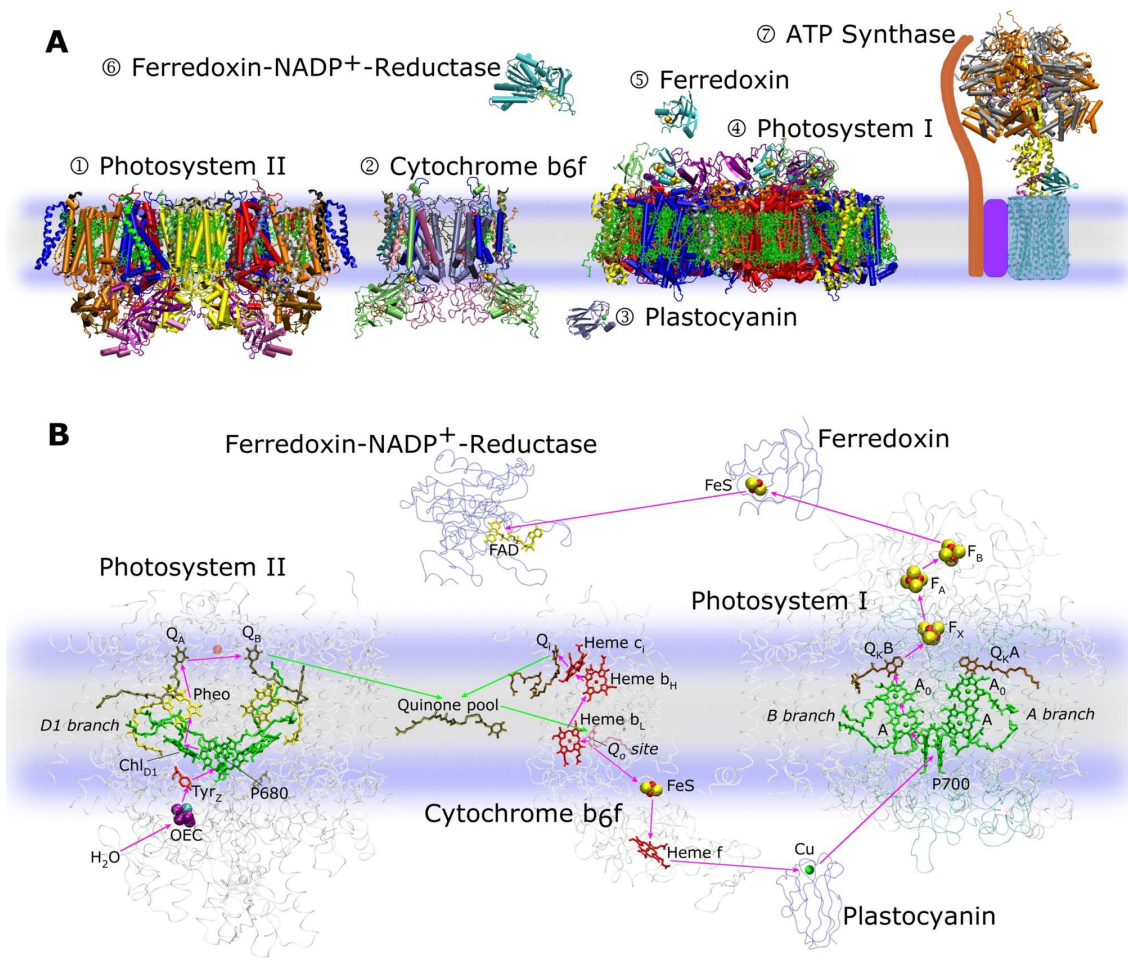 A
⑦ ATP Synthase
⑥ Ferredoxin-NADP+-Reductase
⑤ Ferredoxin
④ Photosystem I
① Photosystem II
② Cytochrome b6f
③ Plastocyanin
B
Ferredoxin-NADP+-Reductase
Ferredoxin
FeS
FAD
FB
FA
Photosystem II
Photosystem I
FX
QA
QB
Qi
Heme ci
QKB
QKA
Pheo
Heme bH
A0
A0
Quinone pool
D1 branch
Heme bL
B branch
A
A
A branch
Qo site
ChlD1
P680
TyrZ
P700
FeS
Cytochrome b6f
OEC
H2O
Heme f
Cu
Plastocyanin